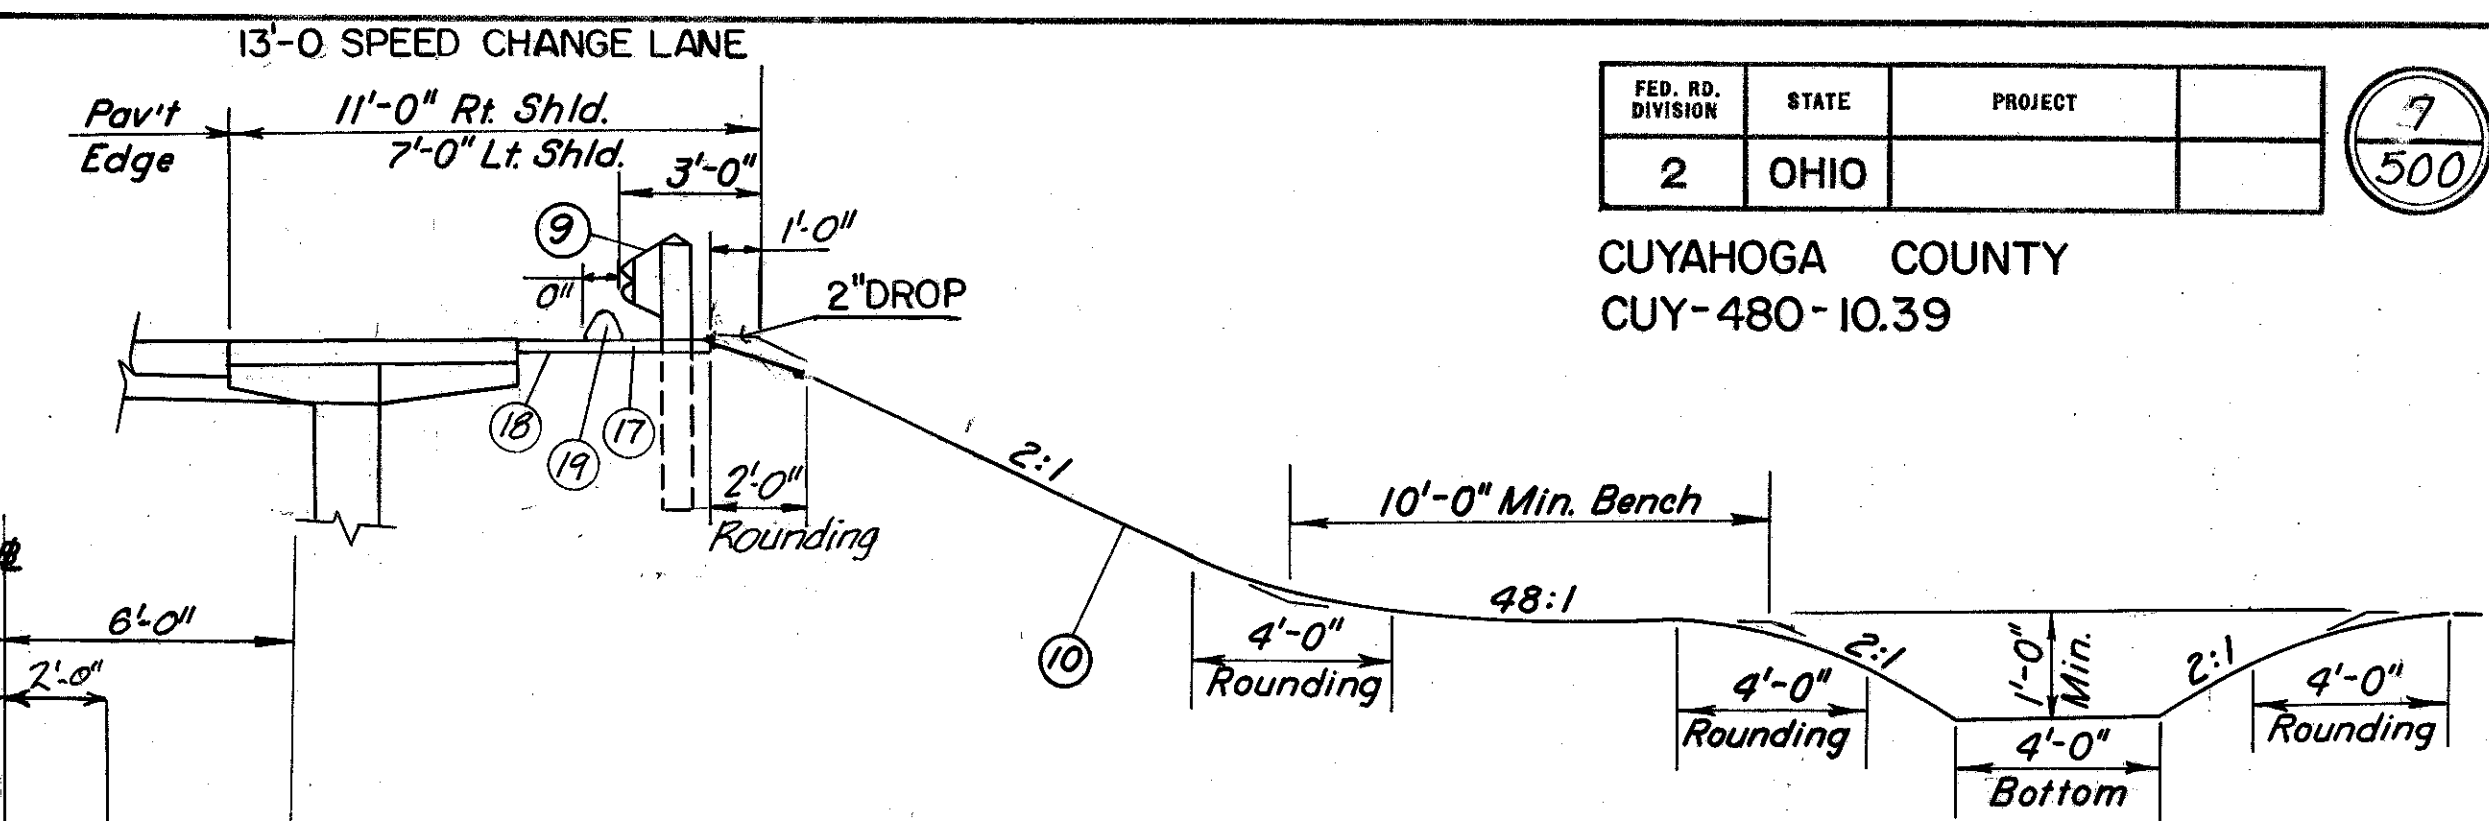 13'-0 SPEED CHANGE LANE
Pav't
Edge
11'-0" Rt. Shld.
7'-0" Lt. Shld.
3'-0"
1'-0"
9
0"
2"DROP
18
19
17
2'-0"
Rounding
2:1
10
10'-0" Min. Bench
48:1
4'-0"
Rounding
4'-0"
Rounding
2:1
1'-0"
Min.
2:1
4'-0"
Rounding
4'-0"
Bottom
6'-0"
2'-0"
FED. RD.
DIVISION
STATE
PROJECT
2
OHIO
7
500
CUYAHOGA COUNTY
CUY-480-10.39